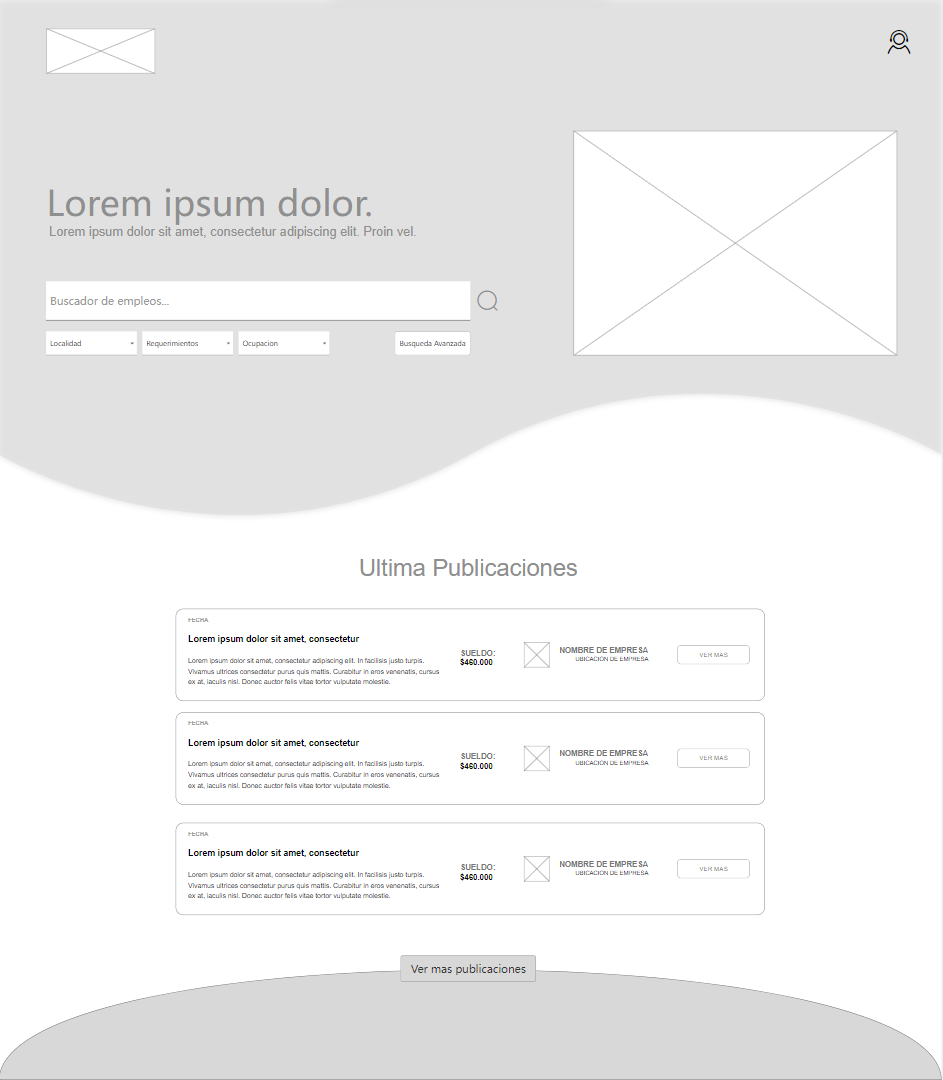 Lorem ipsum dolor.
Lorem ipsum dolor sit amet, consectetur adipiscing elit. Proin vel.
Buscador de empleos...
Localidad
Requerimientos
Ocupacion
Busqueda Avanzada
Ultima Publicaciones
FECHA
Lorem ipsum dolor sit amet, consectetur
Lorem ipsum dolor sit amet, consectetur adipiscing elit. In facilisis justo turpis.
Vivamus ultrices consectetur purus quis mattis. Curabitur in eros venenatis, cursus
ex at, iaculis nisl. Donec auctor felis vitae tortor vulputate molestie.
SUELDO:
$460.000
NOMBRE DE EMPRESA
UBICACION DE EMPRESA
VER MAS
FECHA
Lorem ipsum dolor sit amet, consectetur
Lorem ipsum dolor sit amet, consectetur adipiscing elit. In facilisis justo turpis.
Vivamus ultrices consectetur purus quis mattis. Curabitur in eros venenatis, cursus
ex at, iaculis nisl. Donec auctor felis vitae tortor vulputate molestie.
SUELDO:
$460.000
NOMBRE DE EMPRESA
UBICACION DE EMPRESA
VER MAS
FECHA
Lorem ipsum dolor sit amet, consectetur
Lorem ipsum dolor sit amet, consectetur adipiscing elit. In facilisis justo turpis.
Vivamus ultrices consectetur purus quis mattis. Curabitur in eros venenatis, cursus
ex at, iaculis nisl. Donec auctor felis vitae tortor vulputate molestie.
SUELDO:
$460.000
NOMBRE DE EMPRESA
UBICACION DE EMPRESA
VER MAS
Ver mas publicaciones